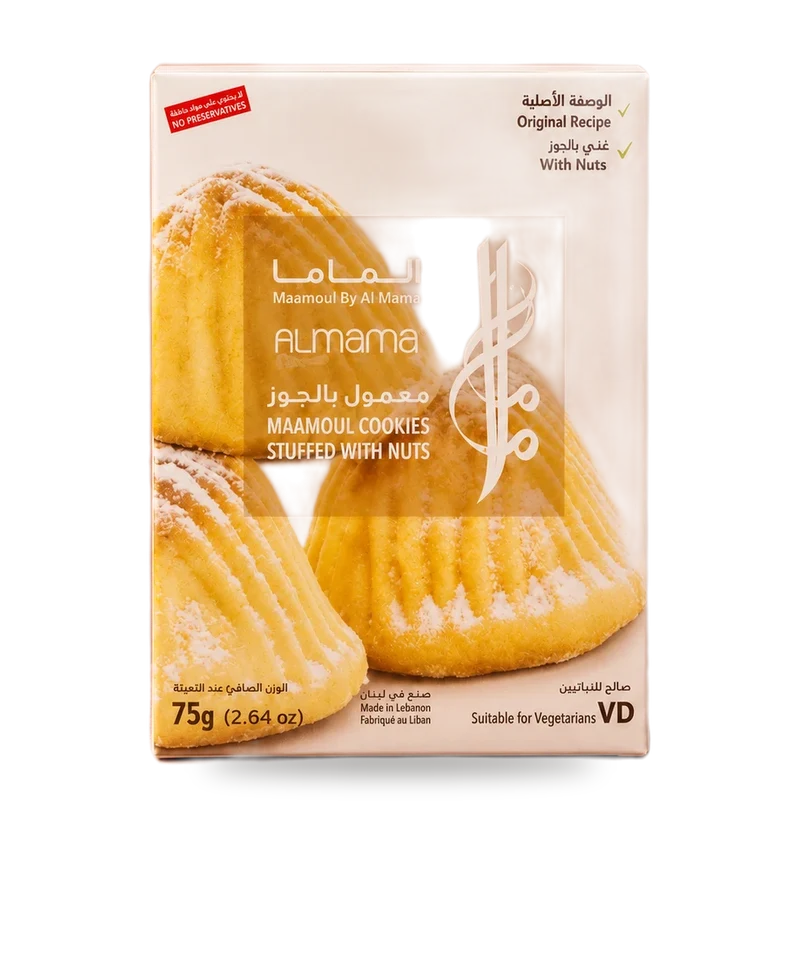 لا يحتوي على مواد حافظة
NO PRESERVATIVES
الوصفة الأصلية
Original Recipe
غني بالجوز
With Nuts
الماما
Maamoul By Al Mama
ALmama
معمول بالجوز
MAAMOUL COOKIES
STUFFED WITH NUTS
الوزن الصافي عند التعبئة
75g (2.64 oz)
صنع في لبنان
Made in Lebanon
Fabriqué au Liban
صالح للنباتيين
Suitable for Vegetarians VD